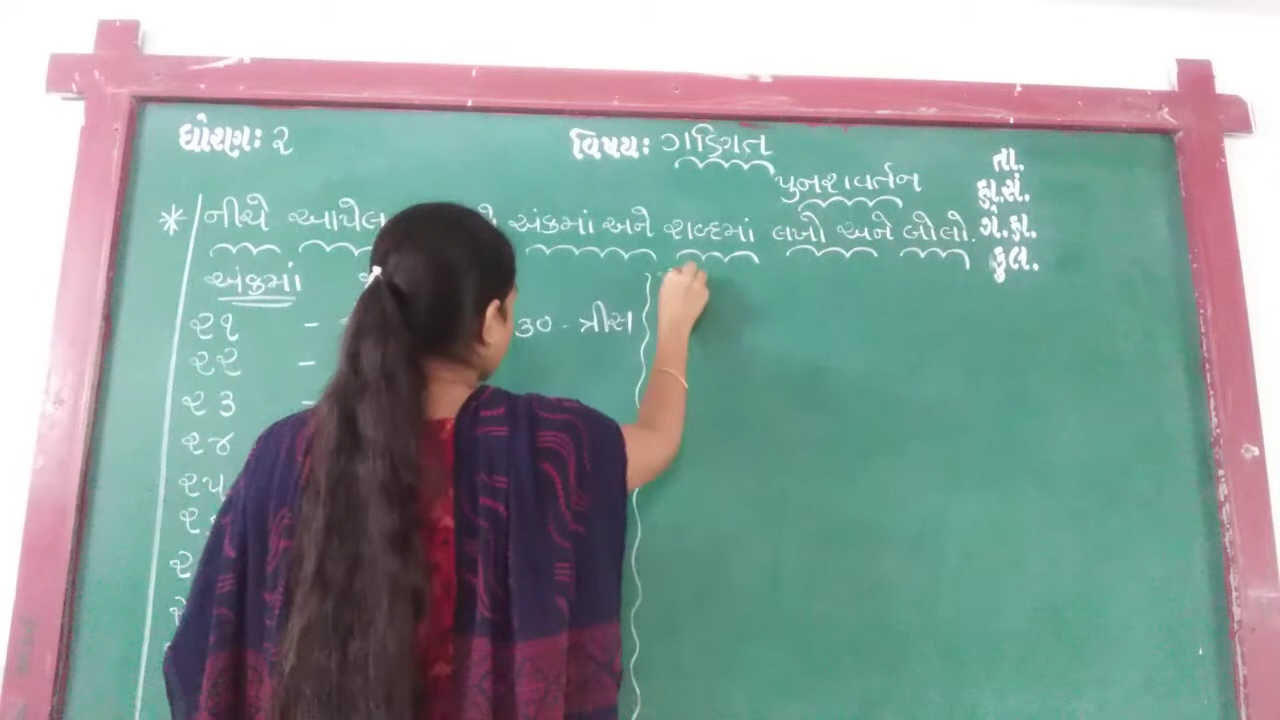 ધોરણ: ૨
વિષય: ગણિત
પુનરાવર્તન
તા.
હા.સં.
ગે.હા.
કુલ.
* નીચે આપેલ અંકમાં અને શબ્દમાં લખો અને બોલો.
અંકમાં
૨૧ -
૩૦ - ત્રીસ
૨૨ -
૨૩ -
૨૪
૨૫
૨